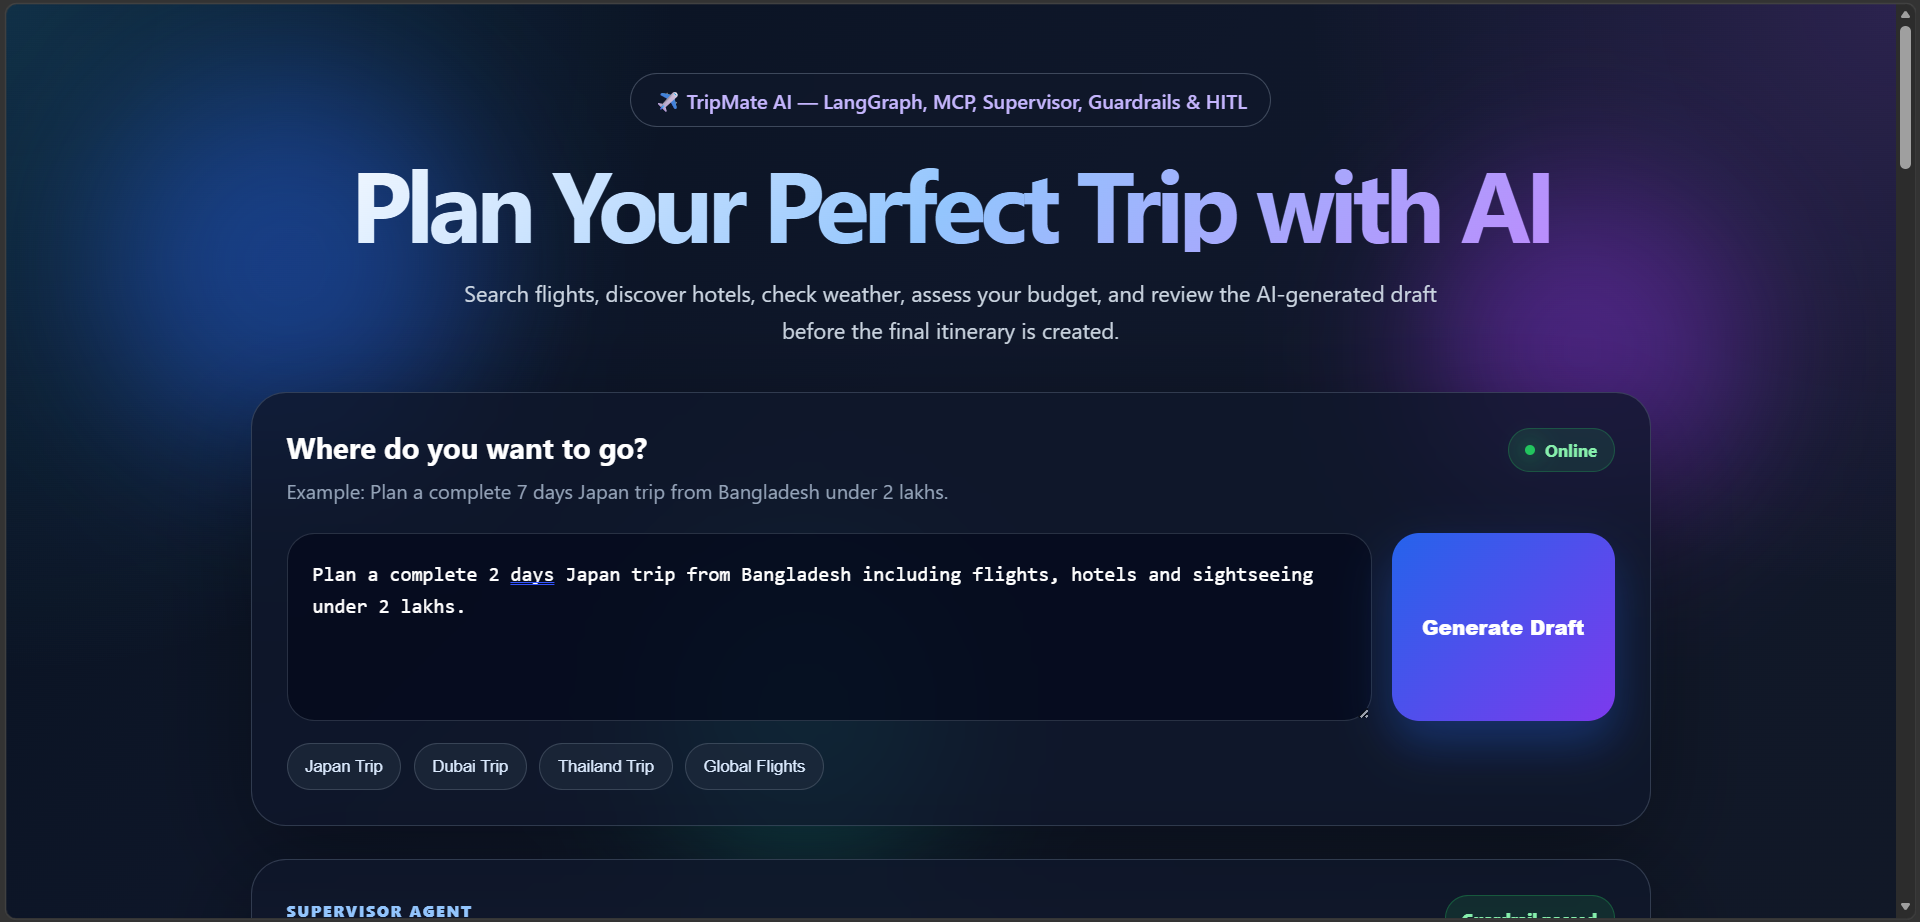 TripMate AI — LangGraph, MCP, Supervisor, Guardrails & HITL
Plan Your Perfect Trip with AI
Search flights, discover hotels, check weather, assess your budget, and review the AI-generated draft
before the final itinerary is created.
Where do you want to go?
Online
Example: Plan a complete 7 days Japan trip from Bangladesh under 2 lakhs.
Plan a complete 2 days Japan trip from Bangladesh including flights, hotels and sightseeing
under 2 lakhs.
Generate Draft
Japan Trip
Dubai Trip
Thailand Trip
Global Flights
SUPERVISOR AGENT
Guardrail passed